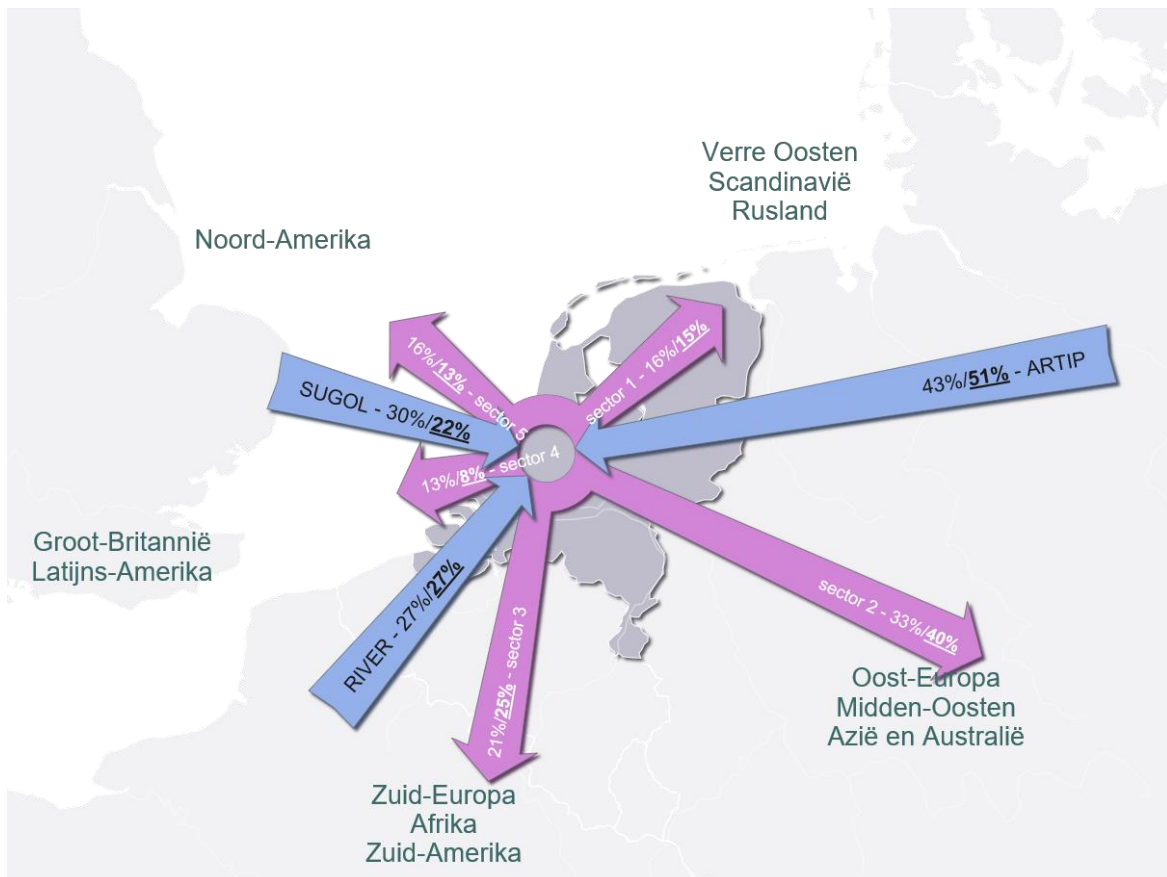 Verre Oosten
Scandinavië
Rusland
Noord-Amerika
16%/13% - sector 5
sector 1 - 16%/15%
43%/51% - ARTIP
SUGOL - 30%/22%
13%/8% - sector 4
Groot-Britannië
Latijns-Amerika
RIVER - 27%/27%
21%/25% - sector 3
sector 2 - 33%/40%
Oost-Europa
Midden-Oosten
Azië en Australië
Zuid-Europa
Afrika
Zuid-Amerika